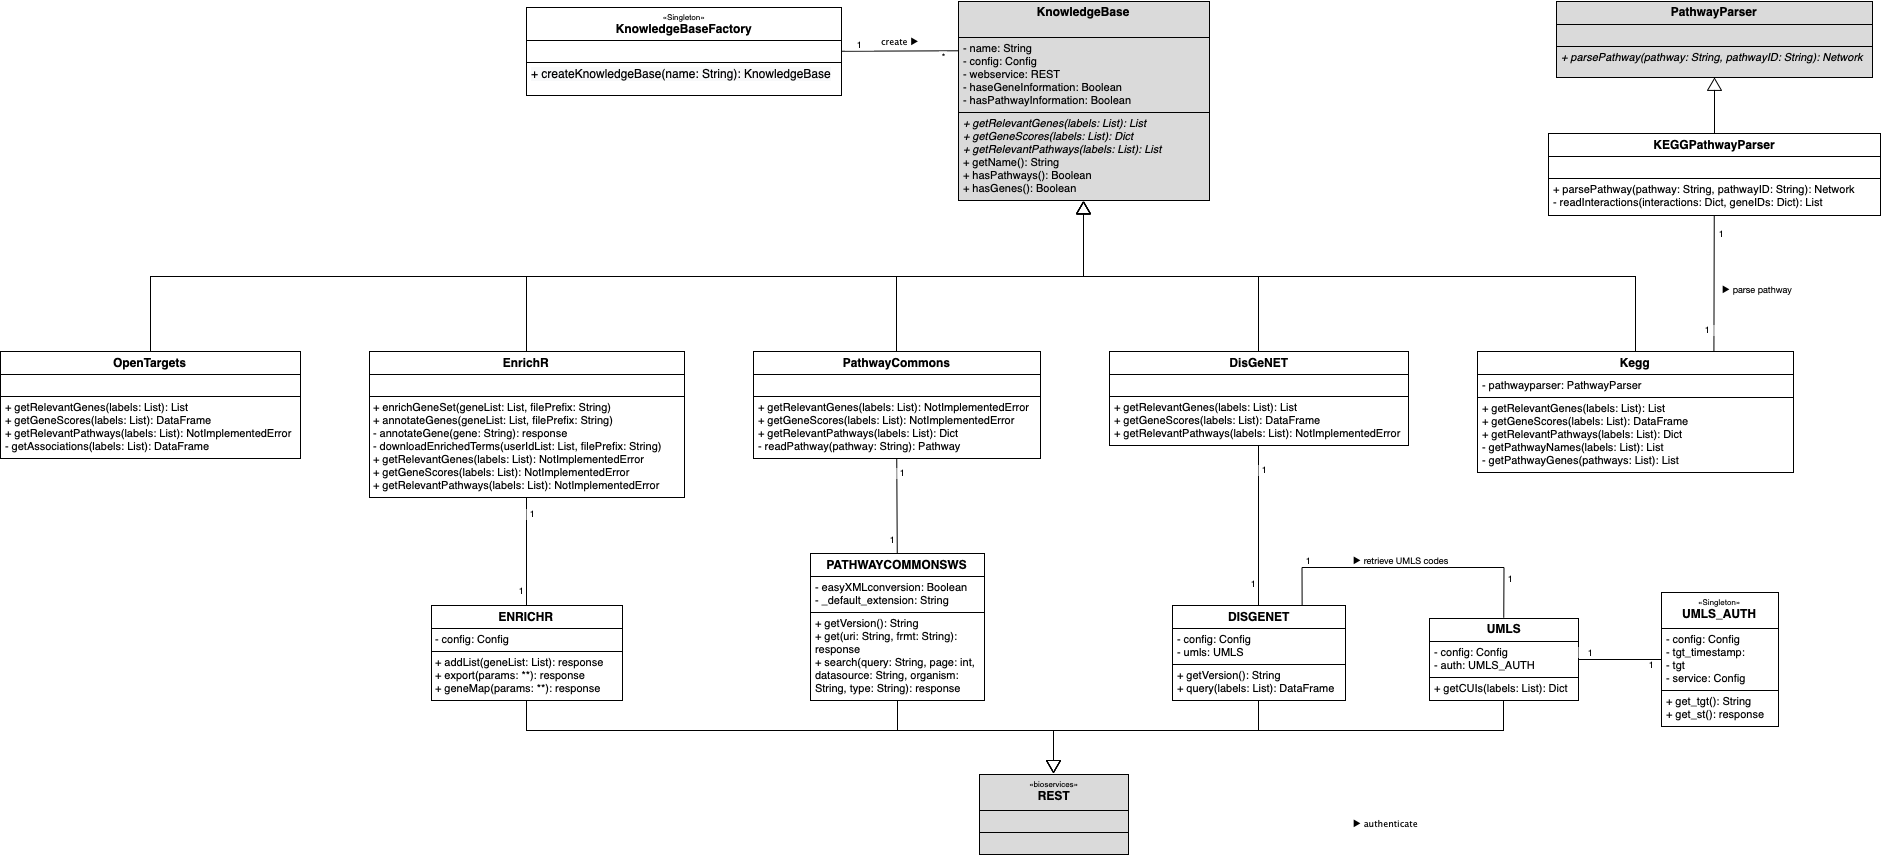 «Singleton»
KnowledgeBaseFactory
+ createKnowledgeBase(name: String): KnowledgeBase
1
create ▶
*
KnowledgeBase
- name: String
- config: Config
- webservice: REST
- haseGeneInformation: Boolean
- hasPathwayInformation: Boolean
+ getRelevantGenes(labels: List): List
+ getGeneScores(labels: List): Dict
+ getRelevantPathways(labels: List): List
+ getName(): String
+ hasPathways(): Boolean
+ hasGenes(): Boolean
PathwayParser
+ parsePathway(pathway: String, pathwayID: String): Network
KEGGPathwayParser
+ parsePathway(pathway: String, pathwayID: String): Network
- readInteractions(interactions: Dict, geneIDs: Dict): List
1
▶ parse pathway
1
OpenTargets
+ getRelevantGenes(labels: List): List
+ getGeneScores(labels: List): DataFrame
+ getRelevantPathways(labels: List): NotImplementedError
- getAssociations(labels: List): DataFrame
EnrichR
+ enrichGeneSet(geneList: List, filePrefix: String)
+ annotateGenes(geneList: List, filePrefix: String)
- annotateGene(gene: String): response
- downloadEnrichedTerms(userIdList: List, filePrefix: String)
+ getRelevantGenes(labels: List): NotImplementedError
+ getGeneScores(labels: List): NotImplementedError
+ getRelevantPathways(labels: List): NotImplementedError
PathwayCommons
+ getRelevantGenes(labels: List): NotImplementedError
+ getGeneScores(labels: List): NotImplementedError
+ getRelevantPathways(labels: List): Dict
- readPathway(pathway: String): Pathway
DisGeNET
+ getRelevantGenes(labels: List): List
+ getGeneScores(labels: List): DataFrame
+ getRelevantPathways(labels: List): NotImplementedError
Kegg
- pathwayparser: PathwayParser
+ getRelevantGenes(labels: List): List
+ getGeneScores(labels: List): DataFrame
+ getRelevantPathways(labels: List): Dict
- getPathwayNames(labels: List): List
- getPathwayGenes(pathways: List): List
1
1
ENRICHR
- config: Config
+ addList(geneList: List): response
+ export(params: **): response
+ geneMap(params: **): response
1
1
PATHWAYCOMMONSWS
- easyXMLconversion: Boolean
- _default_extension: String
+ getVersion(): String
+ get(uri: String, frmt: String):
response
+ search(query: String, page: int,
datasource: String, organism:
String, type: String): response
1
1
DISGENET
- config: Config
- umls: UMLS
+ getVersion(): String
+ query(labels: List): DataFrame
1
▶ retrieve UMLS codes
1
UMLS
- config: Config
- auth: UMLS_AUTH
+ getCUIs(labels: List): Dict
1
1
«Singleton»
UMLS_AUTH
- config: Config
- tgt_timestamp:
- tgt
- service: Config
+ get_tgt(): String
+ get_st(): response
«bioservices»
REST
▶ authenticate